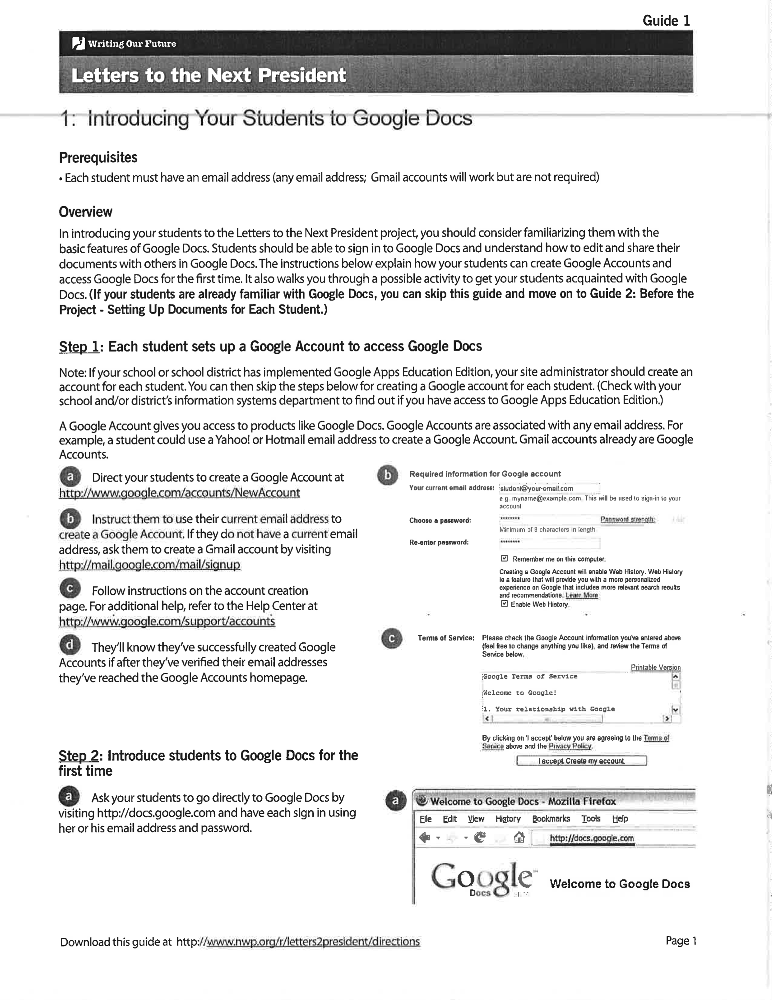 Guide 1
Writing Our Future
Letters to the Next President
1: Introducing Your Students to Google Docs
Prerequisites
• Each student must have an email address (any email address; Gmail accounts will work but are not required)
Overview
In introducing your students to the Letters to the Next President project, you should consider familiarizing them with the
basic features of Google Docs. Students should be able to sign in to Google Docs and understand how to edit and share their
documents with others in Google Docs. The instructions below explain how your students can create Google Accounts and
access Google Docs for the first time. It also walks you through a possible activity to get your students acquainted with Google
Docs. (If your students are already familiar with Google Docs, you can skip this guide and move on to Guide 2: Before the
Project - Setting Up Documents for Each Student.)
Step 1: Each student sets up a Google Account to access Google Docs
Note: If your school or school district has implemented Google Apps Education Edition, your site administrator should create an
account for each student. You can then skip the steps below for creating a Google account for each student. (Check with your
school and/or district's information systems department to find out if you have access to Google Apps Education Edition.)
A Google Account gives you access to products like Google Docs. Google Accounts are associated with any email address. For
example, a student could use a Yahoo! or Hotmail email address to create a Google Account. Gmail accounts already are Google
Accounts.
a Direct your students to create a Google Account at
http://www.google.com/accounts/NewAccount
b Instruct them to use their current email address to
create a Google Account. If they do not have a current email
address, ask them to create a Gmail account by visiting
http://mail.google.com/mail/signup
c Follow instructions on the account creation
page. For additional help, refer to the Help Center at
http://www.google.com/support/accounts
d They'll know they've successfully created Google
Accounts if after they've verified their email addresses
they've reached the Google Accounts homepage.
b Required information for Google account
Your current email address: student@your-email.com
e g. myname@example.com. This will be used to sign-in to your
account
Choose a password: ******** Password strength:
Minimum of 8 characters in length
Re-enter password: ********
Remember me on this computer.
Creating a Google Account will enable Web History. Web History
is a feature that will provide you with a more personalized
experience on Google that includes more relevant search results
and recommendations. Learn More
Enable Web History.
c Terms of Service: Please check the Google Account information you've entered above
(feel free to change anything you like), and review the Terms of
Service below.
Printable Version
Google Terms of Service
Welcome to Google!
1. Your relationship with Google
By clicking on 'I accept' below you are agreeing to the Terms of
Service above and the Privacy Policy.
I accept. Create my account.
Step 2: Introduce students to Google Docs for the
first time
a Ask your students to go directly to Google Docs by
visiting http://docs.google.com and have each sign in using
her or his email address and password.
a Welcome to Google Docs - Mozilla Firefox
File Edit View History Bookmarks Tools Help
http://docs.google.com
Google
Docs BETA
Welcome to Google Docs
Download this guide at http://www.nwp.org/r/letters2president/directions
Page 1